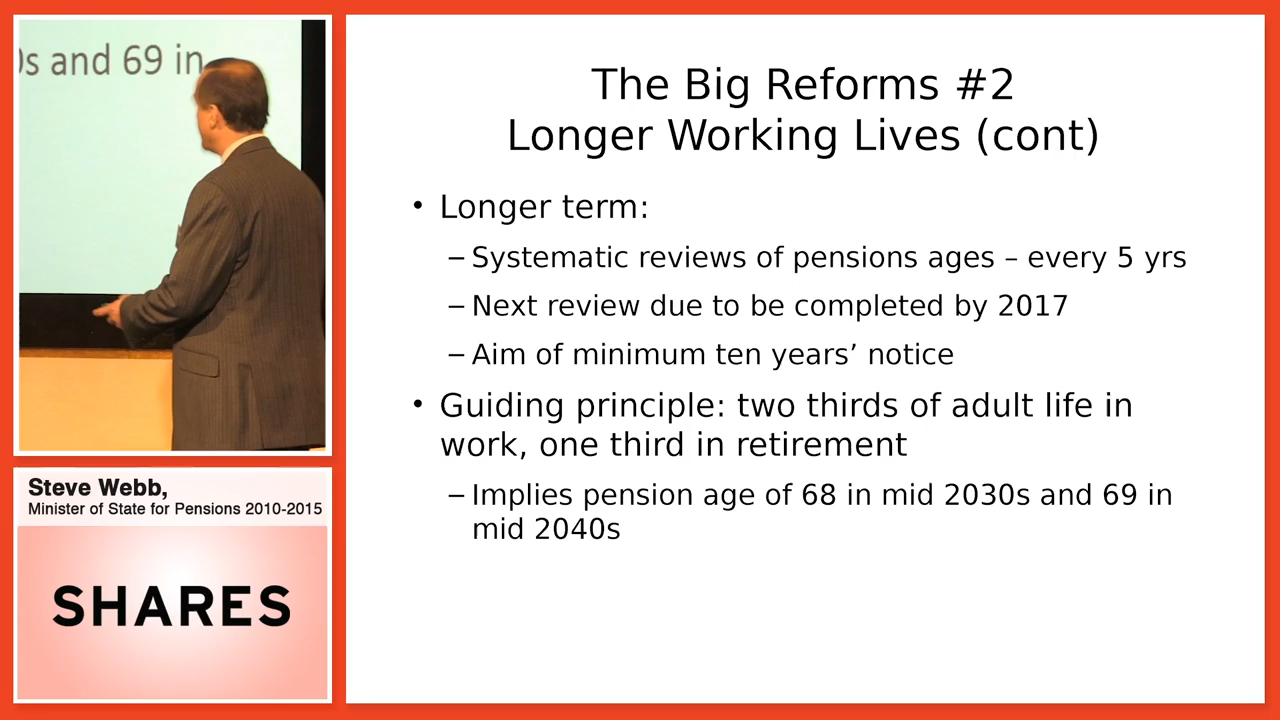 0s and 69 in
Steve Webb,
Minister of State for Pensions 2010-2015
SHARES
The Big Reforms #2
Longer Working Lives (cont)
• Longer term:
– Systematic reviews of pensions ages – every 5 yrs
– Next review due to be completed by 2017
– Aim of minimum ten years’ notice
• Guiding principle: two thirds of adult life in
work, one third in retirement
– Implies pension age of 68 in mid 2030s and 69 in
mid 2040s